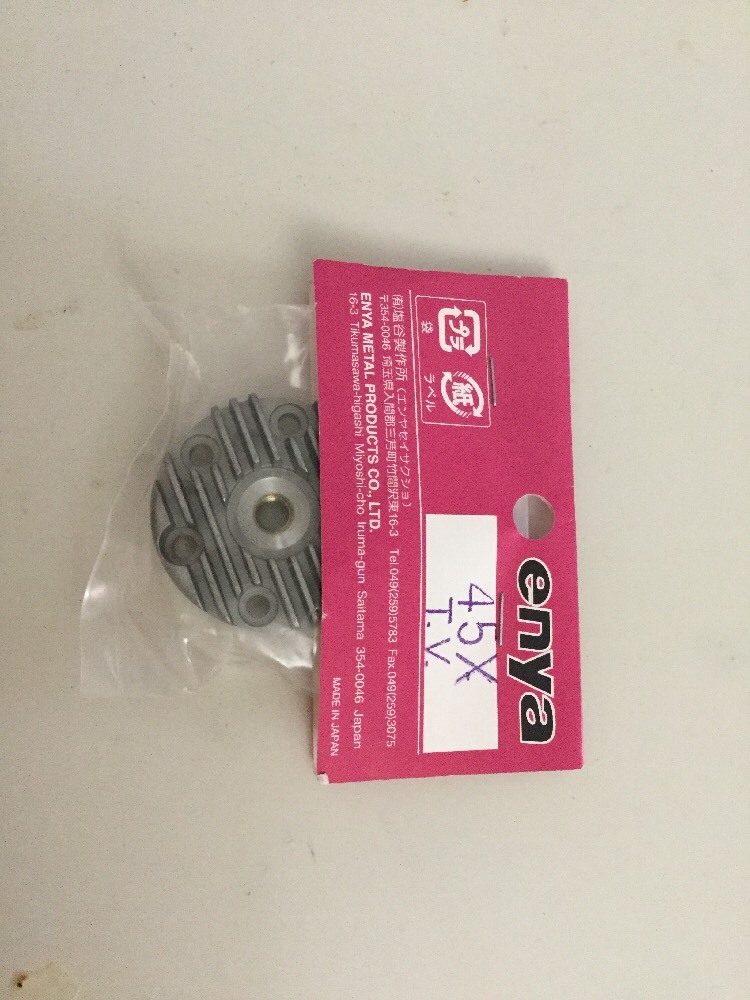 enya
45X
T.V.
プラ
袋
紙
ラベル
㈲塩谷製作所(エンヤセイサクショ)
〒354-0046 埼玉県入間郡三芳町竹間沢東16-3 Tel.049(259)5783 Fax.049(259)3075
ENYA METAL PRODUCTS CO., LTD.
16-3 Tikumasawa-higashi Miyoshi-cho Iruma-gun Saitama 354-0046 Japan
MADE IN JAPAN